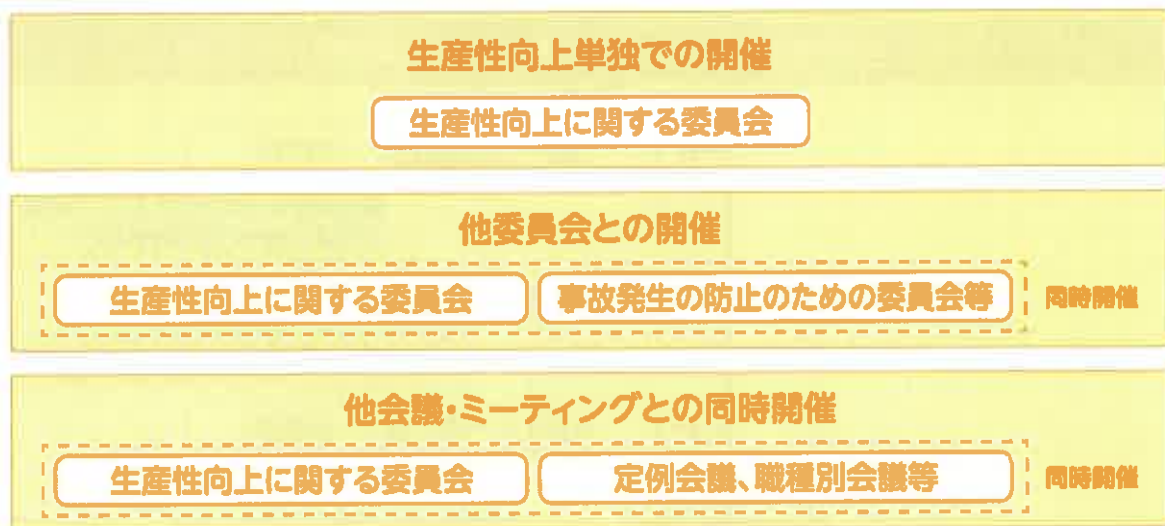 生産性向上単独での開催
生産性向上に関する委員会
他委員会との開催
生産性向上に関する委員会 事故発生の防止のための委員会等 同時開催
他会議・ミーティングとの同時開催
生産性向上に関する委員会 定例会議、職種別会議等 同時開催